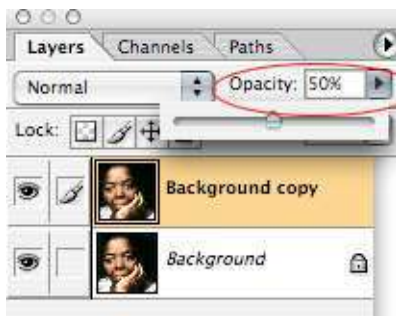 Layers Channels Paths
Normal Opacity: 50%
Lock:
Background copy
Background